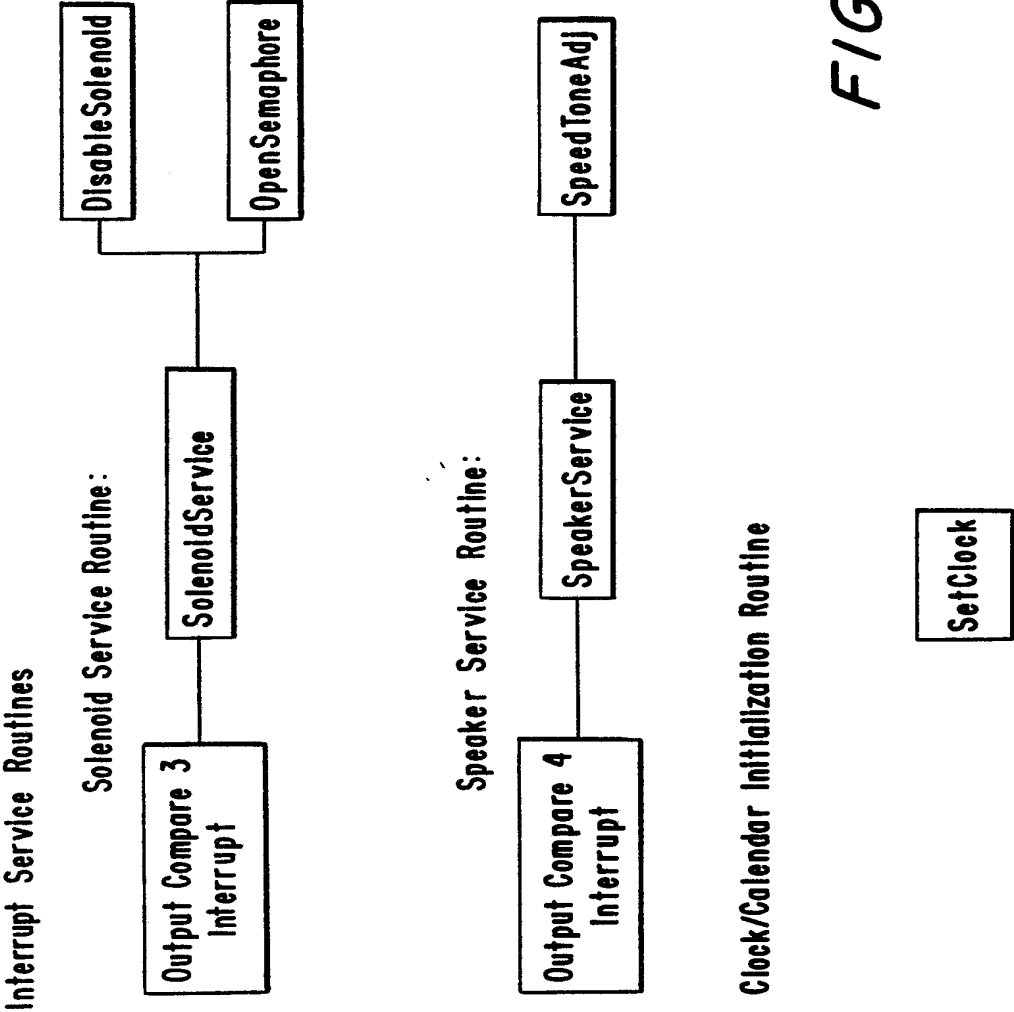 Interrupt Service Routines
Solenoid Service Routine:
Output Compare 3
Interrupt
SolenoidService
DisableSolenoid
OpenSemaphore
Speaker Service Routine:
Output Compare 4
Interrupt
SpeakerService
SpeedToneAdj
Clock/Calendar Initialization Routine
SetClock
FIG